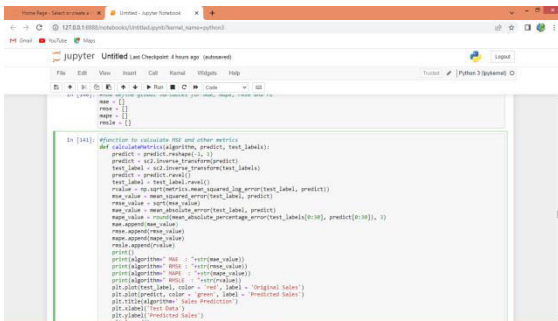 Home Page - Select or create a
Untitled - Jupyter Notebook
127.0.0.1:8888/notebooks/Untitled.ipynb?kernel_name=python3
Gmail YouTube Maps
jupyter Untitled Last Checkpoint: 4 hours ago (autosaved)
Logout
File Edit View Insert Cell Kernel Widgets Help
Trusted Python 3 (ipykernel)
Run Code
mae = []
rmse = []
mape = []
rmsle = []
In [141]: #function to calculate MSE and other metrics
def calculateMetrics(algorithm, predict, test_labels):
predict = predict.reshape(-1, 1)
predict = sc2.inverse_transform(predict)
test_label = sc2.inverse_transform(test_labels)
predict = predict.ravel()
test_label = test_label.ravel()
rvalue = np.sqrt(metrics.mean_squared_log_error(test_label, predict))
mse_value = mean_squared_error(test_label, predict)
rmse_value = sqrt(mse_value)
mae_value = mean_absolute_error(test_label, predict)
mape_value = round(mean_absolute_percentage_error(test_labels[0:30], predict[0:30]), 3)
mae.append(mae_value)
rmse.append(rmse_value)
mape.append(mape_value)
rmsle.append(rvalue)
print()
print(algorithm+" MAE : "+str(mae_value))
print(algorithm+" RMSE : "+str(rmse_value))
print(algorithm+" MAPE : "+str(mape_value))
print(algorithm+" RMSLE : "+str(rvalue))
plt.plot(test_label, color = 'red', label = 'Original Sales')
plt.plot(predict, color = 'green', label = 'Predicted Sales')
plt.title(algorithm+' Sales Prediction')
plt.xlabel('Test Data')
plt.ylabel('Predicted Sales')